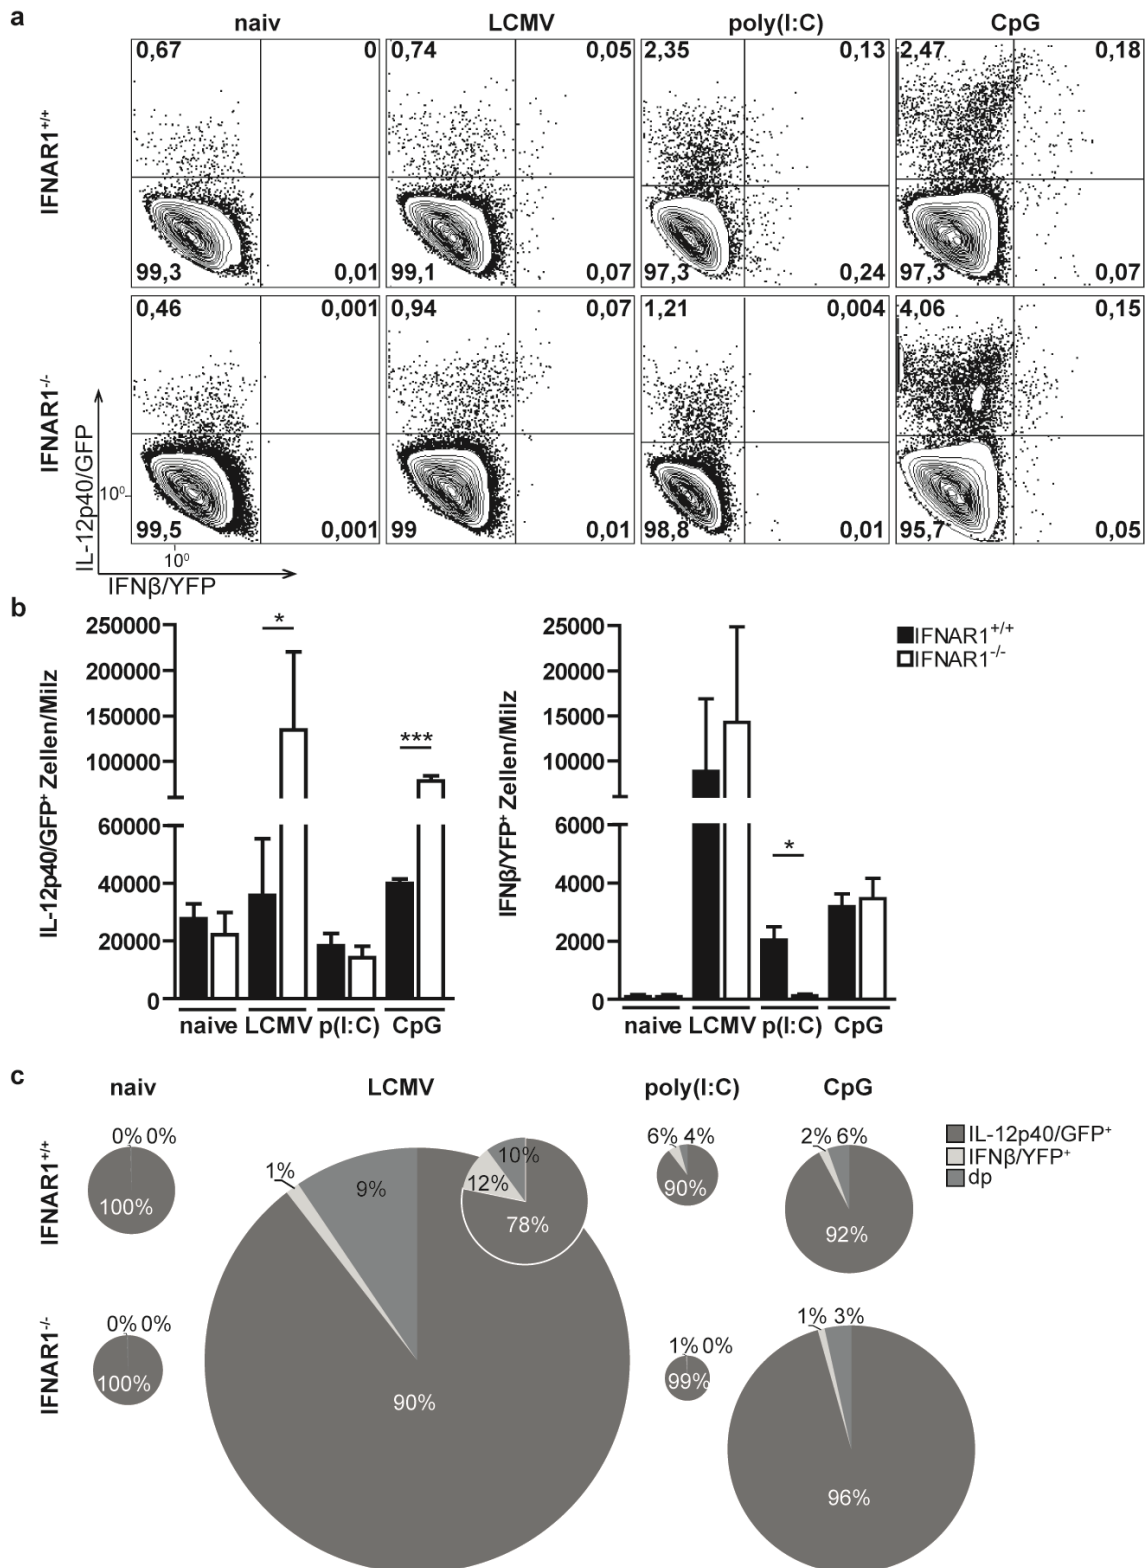 a
naiv LCMV poly(I:C) CpG
IFNAR1+/+
0,67 0 0,74 0,05 2,35 0,13 2,47 0,18
99,3 0,01 99,1 0,07 97,3 0,24 97,3 0,07
IFNAR1-/-
0,46 0,001 0,94 0,07 1,21 0,004 4,06 0,15
99,5 0,001 99 0,01 98,8 0,01 95,7 0,05
IL-12p40/GFP
10⁰
10⁰
IFNβ/YFP
b
IL-12p40/GFP+ Zellen/Milz
250000
200000
150000
100000
60000
40000
20000
0
* ***
naive LCMV p(I:C) CpG
IFNβ/YFP+ Zellen/Milz
25000
15000
10000
6000
4000
2000
0
*
naive LCMV p(I:C) CpG
IFNAR1+/+
IFNAR1-/-
c
naiv LCMV poly(I:C) CpG
IFNAR1+/+
0% 0%
100%
10%
12%
78%
6% 4%
90%
2% 6%
92%
IL-12p40/GFP+
IFNβ/YFP+
dp
IFNAR1-/-
0% 0%
100%
1%
9%
90%
1% 0%
99%
1% 3%
96%